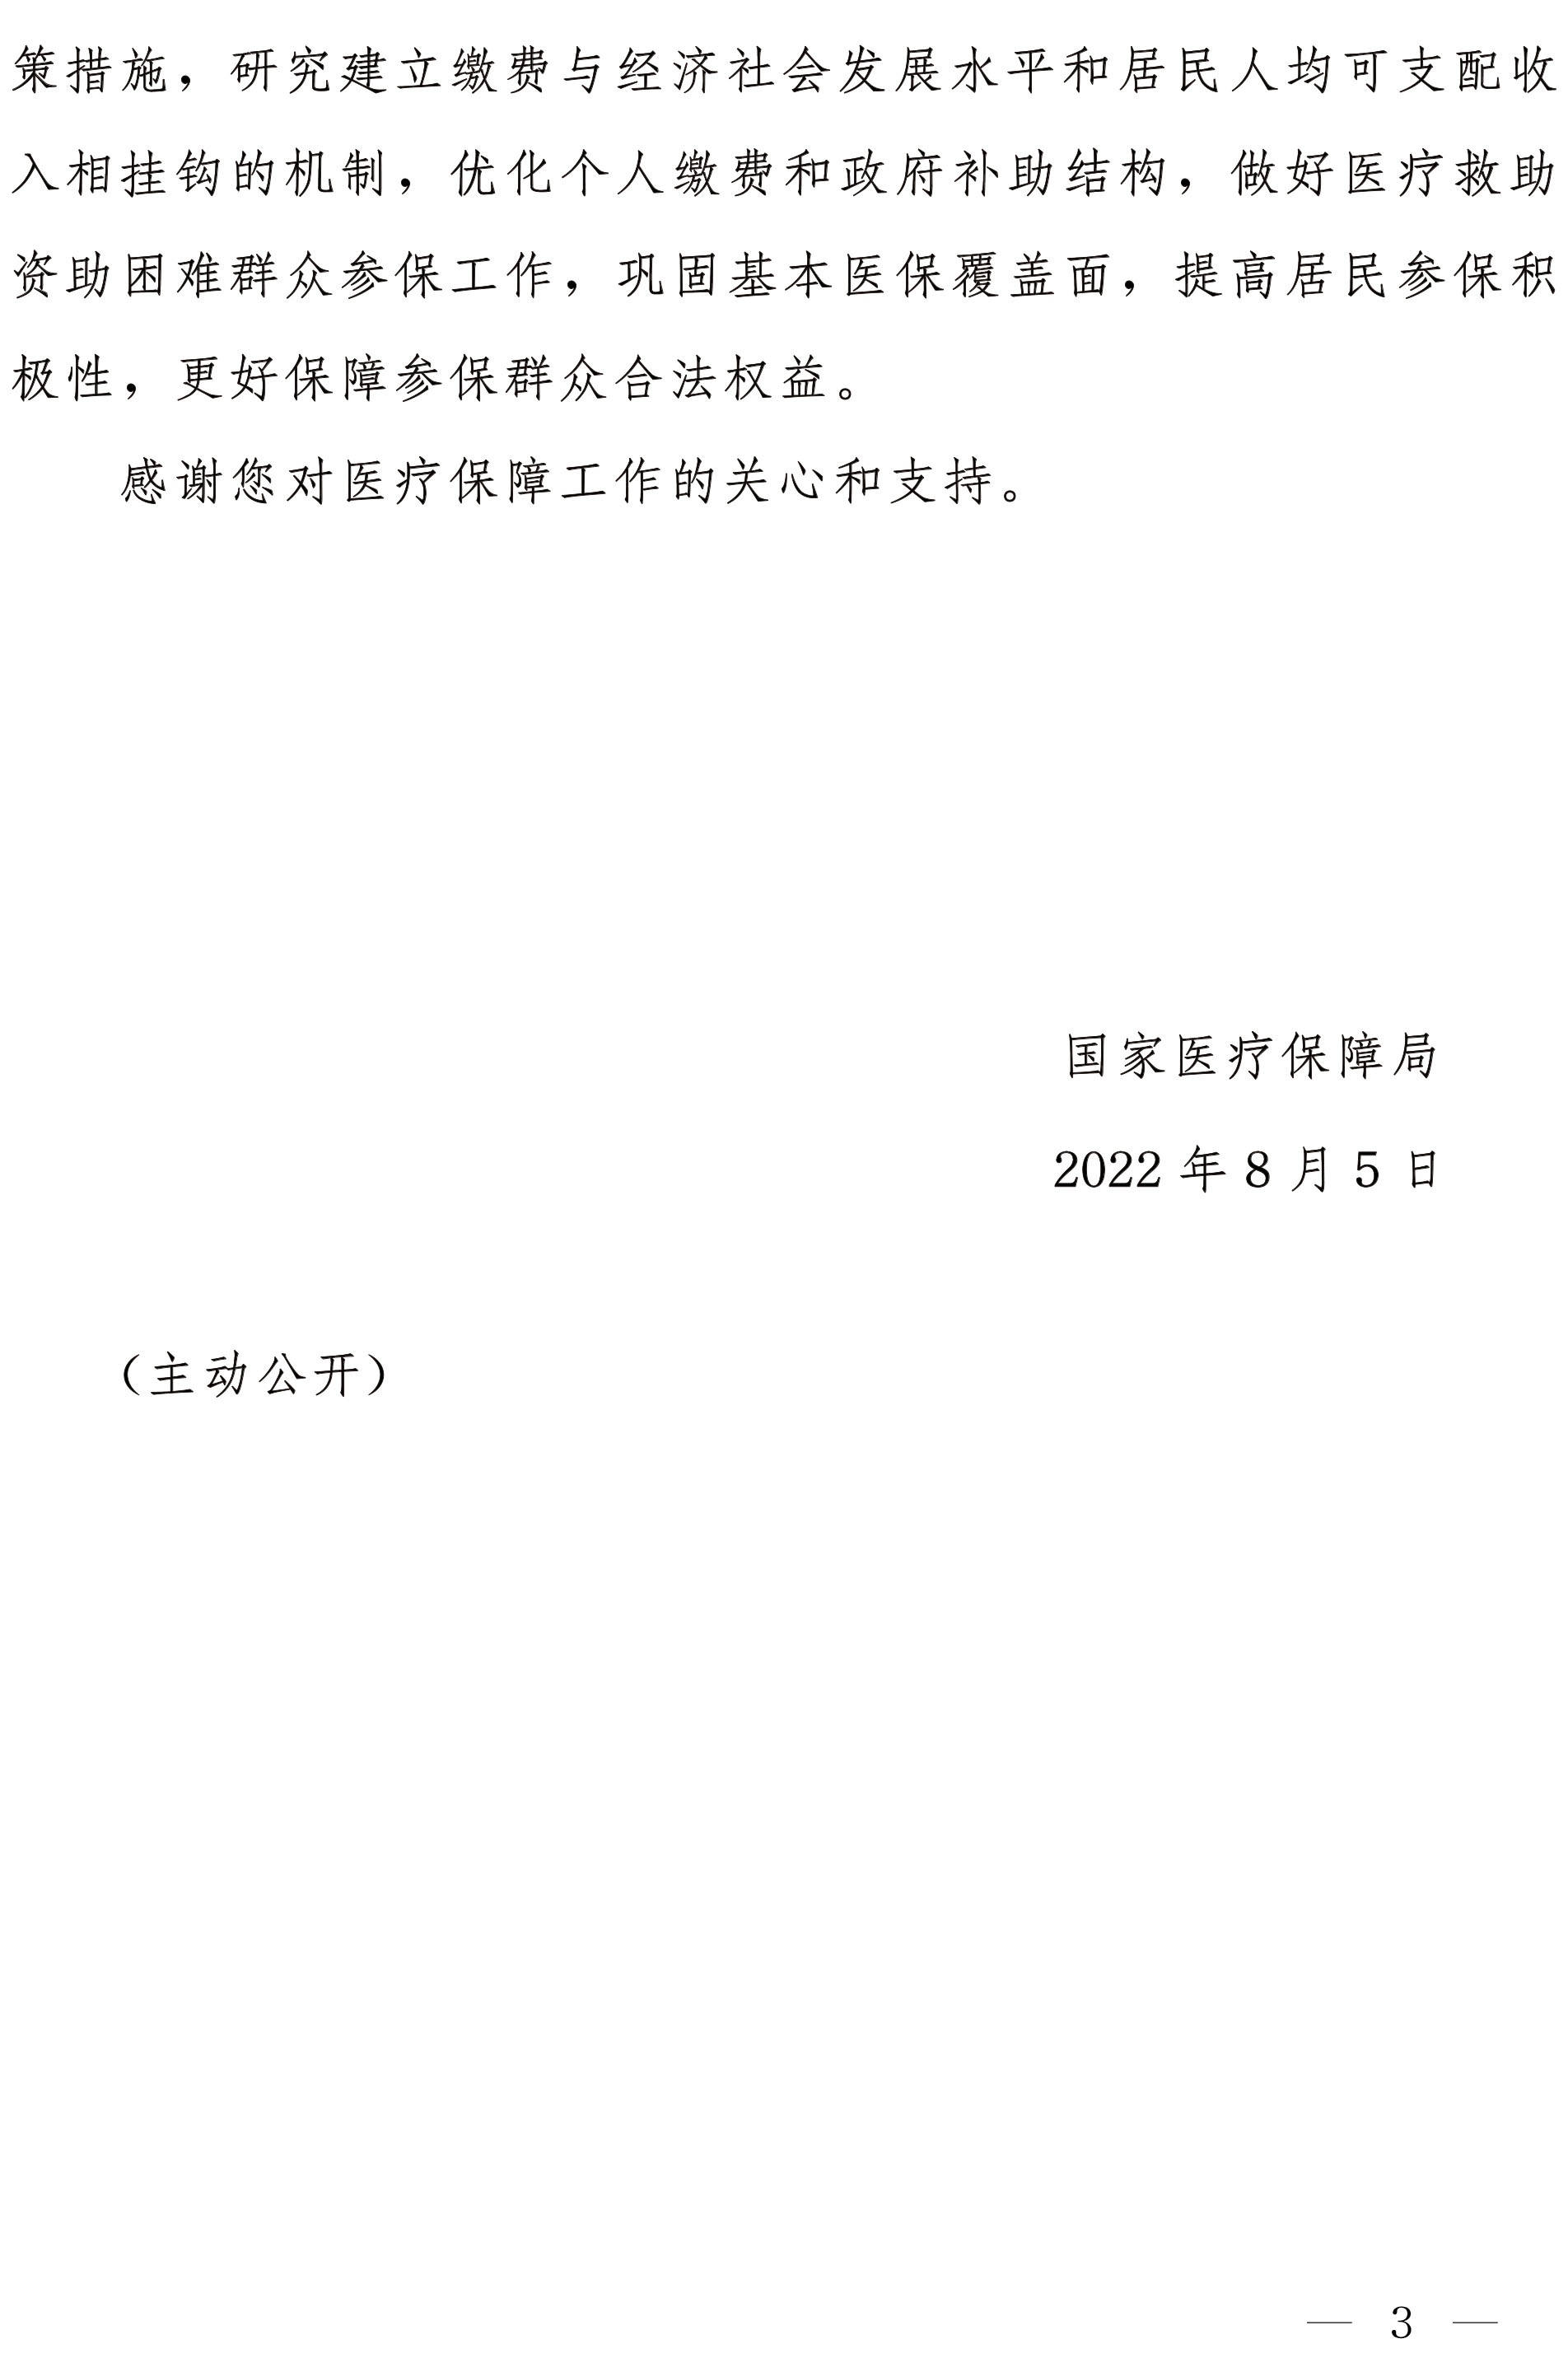 策措施，研究建立缴费与经济社会发展水平和居民人均可支配收
入相挂钩的机制，优化个人缴费和政府补助结构，做好医疗救助
资助困难群众参保工作，巩固基本医保覆盖面，提高居民参保积
极性，更好保障参保群众合法权益。
感谢您对医疗保障工作的关心和支持。
国家医疗保障局
2022 年 8 月 5 日
（主动公开）
— 3 —